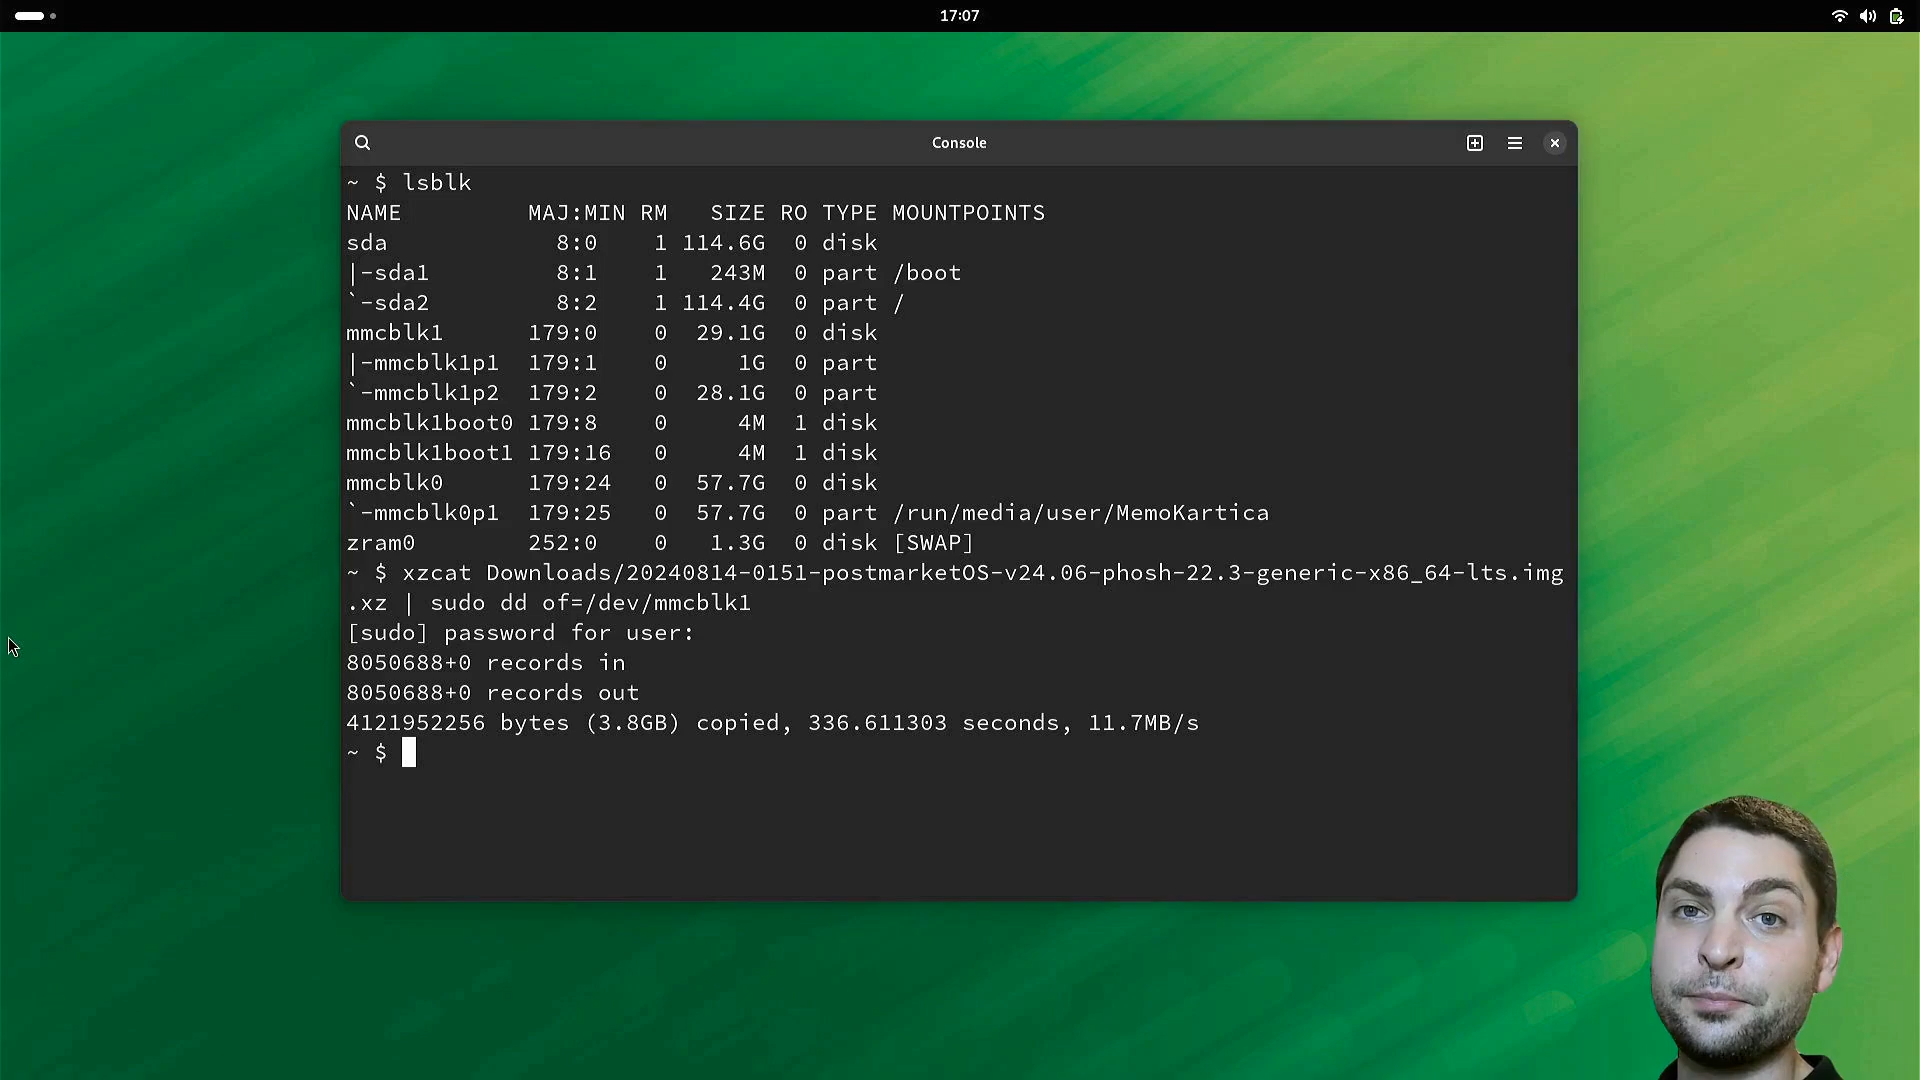 17:07
Console
~ $ lsblk
NAME         MAJ:MIN RM   SIZE RO TYPE MOUNTPOINTS
sda            8:0    1 114.6G  0 disk
|-sda1         8:1    1   243M  0 part /boot
`-sda2         8:2    1 114.4G  0 part /
mmcblk1      179:0    0  29.1G  0 disk
|-mmcblk1p1  179:1    0     1G  0 part
`-mmcblk1p2  179:2    0  28.1G  0 part
mmcblk1boot0 179:8    0     4M  1 disk
mmcblk1boot1 179:16   0     4M  1 disk
mmcblk0      179:24   0  57.7G  0 disk
`-mmcblk0p1  179:25   0  57.7G  0 part /run/media/user/MemoKartica
zram0        252:0    0   1.3G  0 disk [SWAP]
~ $ xzcat Downloads/20240814-0151-postmarketOS-v24.06-phosh-22.3-generic-x86_64-lts.img
.xz | sudo dd of=/dev/mmcblk1
[sudo] password for user:
8050688+0 records in
8050688+0 records out
4121952256 bytes (3.8GB) copied, 336.611303 seconds, 11.7MB/s
~ $